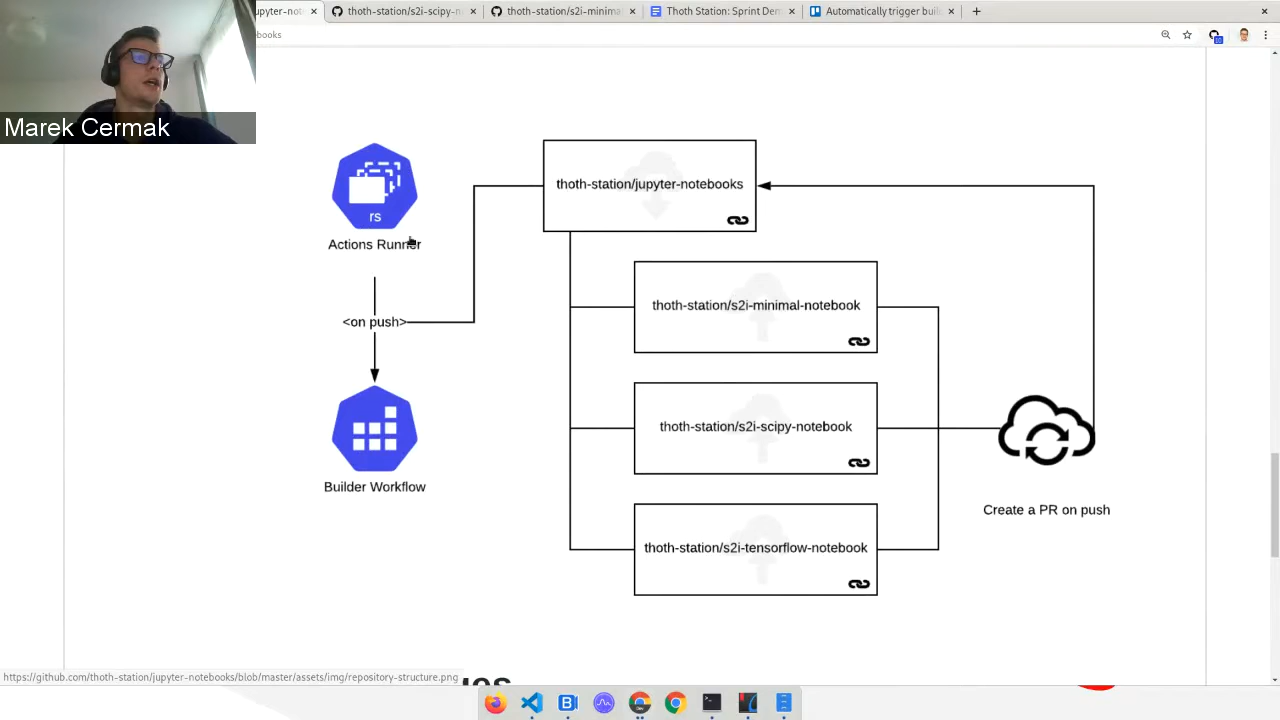 upyter-note
thoth-station/s2i-scipy-n
thoth-station/s2i-minima
Thoth Station: Sprint Dem
Automatically trigger buil
ebooks
Marek Cermak
rs
Actions Runner
<on push>
Builder Workflow
thoth-station/jupyter-notebooks
thoth-station/s2i-minimal-notebook
thoth-station/s2i-scipy-notebook
thoth-station/s2i-tensorflow-notebook
Create a PR on push
https://github.com/thoth-station/jupyter-notebooks/blob/master/assets/img/repository-structure.png